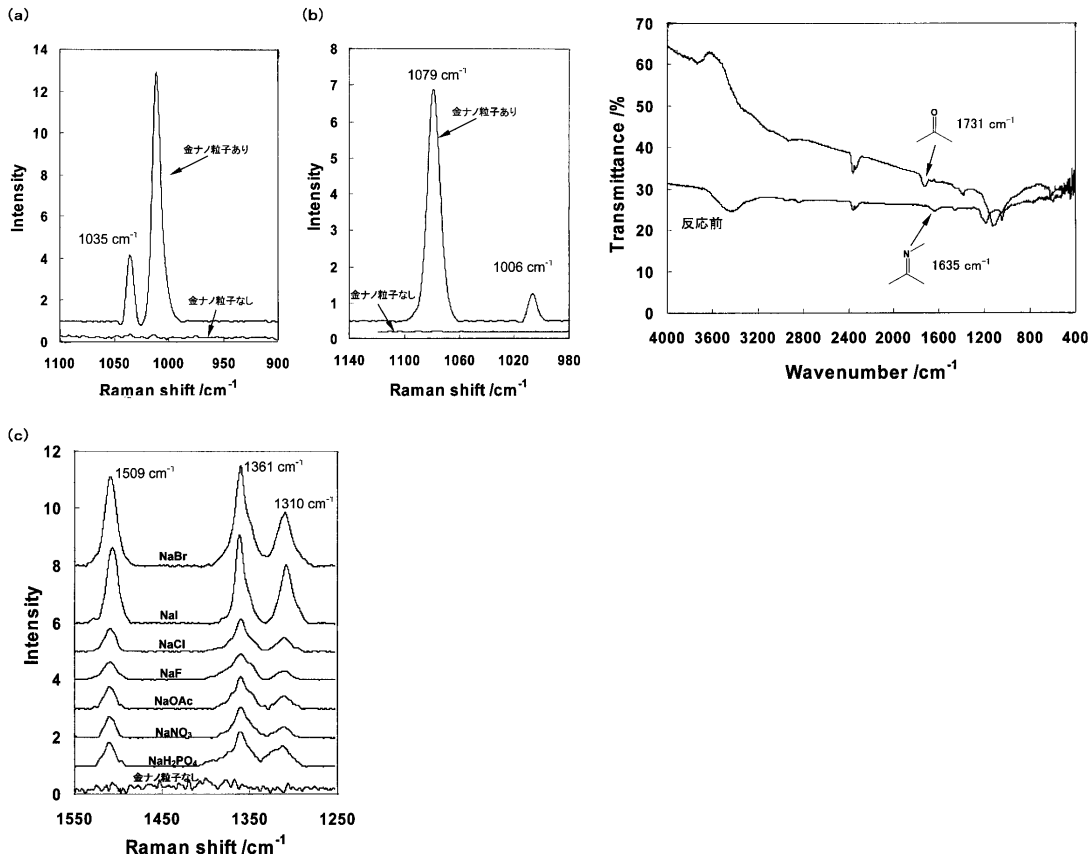 (a)
14
12
10
8
6
4
2
0
Intensity
1035 cm⁻¹
金ナノ粒子あり
金ナノ粒子なし
1100 1050 1000 950 900
Raman shift /cm⁻¹
(b)
8
7
6
5
4
3
2
1
0
Intensity
1079 cm⁻¹
金ナノ粒子あり
1006 cm⁻¹
金ナノ粒子なし
1140 1100 1060 1020 980
Raman shift /cm⁻¹
70
60
50
40
30
20
10
0
Transmittance /%
O
1731 cm⁻¹
反応前
N
1635 cm⁻¹
4000 3600 3200 2800 2400 2000 1600 1200 800 400
Wavenumber /cm⁻¹
(c)
12
10
8
6
4
2
0
Intensity
1509 cm⁻¹
1361 cm⁻¹
1310 cm⁻¹
NaBr
NaI
NaCl
NaF
NaOAc
NaNO₃
NaH₂PO₄
金ナノ粒子なし
1550 1450 1350 1250
Raman shift /cm⁻¹